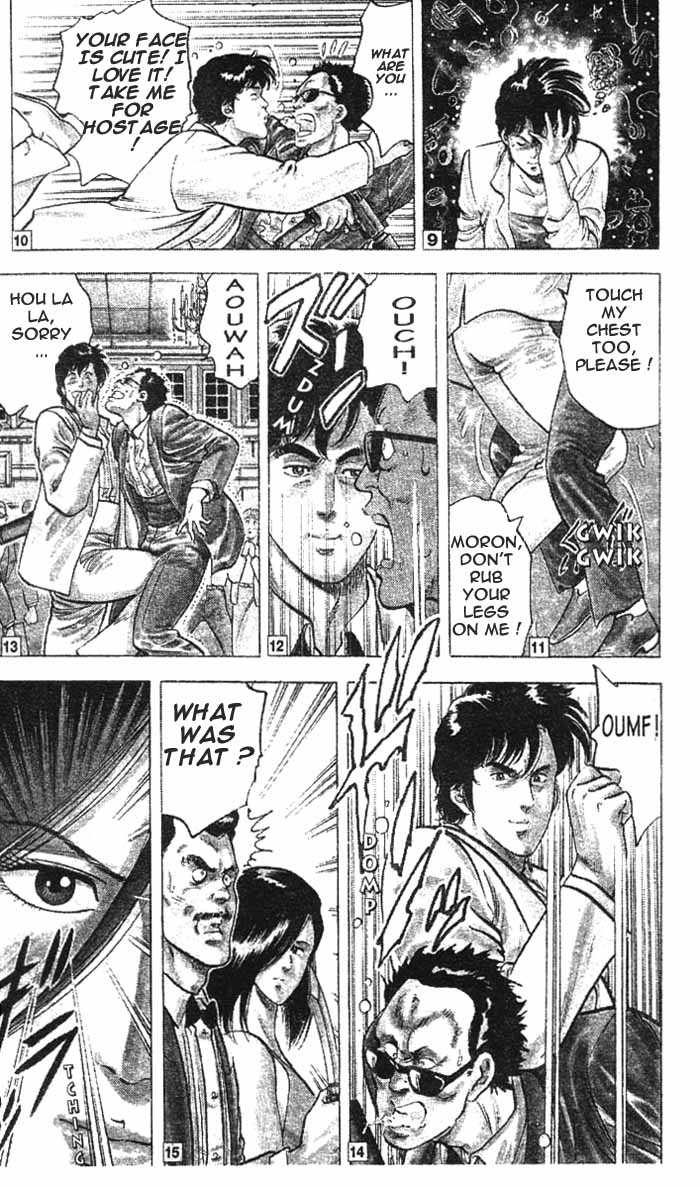 9
WHAT
ARE
YOU
...
YOUR FACE
IS CUTE! I
LOVE IT!
TAKE ME
FOR
HOSTAGE
!
10
TOUCH
MY
CHEST
TOO,
PLEASE !
GWIK
GWIK
MORON,
DON'T
RUB
YOUR
LEGS
ON ME !
11
OUCH!
ZDUM
12
AOUWAH
HOU LA
LA,
SORRY
...
13
OUMF!
DOMP
14
WHAT
WAS
THAT ?
15
TCHING